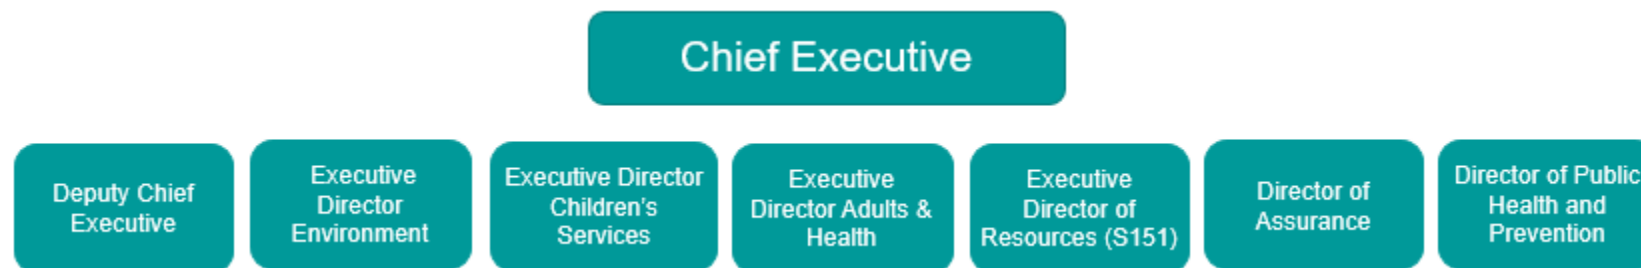 Chief Executive
Deputy Chief
Executive
Executive
Director
Environment
Executive Director
Children's
Services
Executive
Director Adults &
Health
Executive
Director of
Resources (S151)
Director of
Assurance
Director of Public
Health and
Prevention